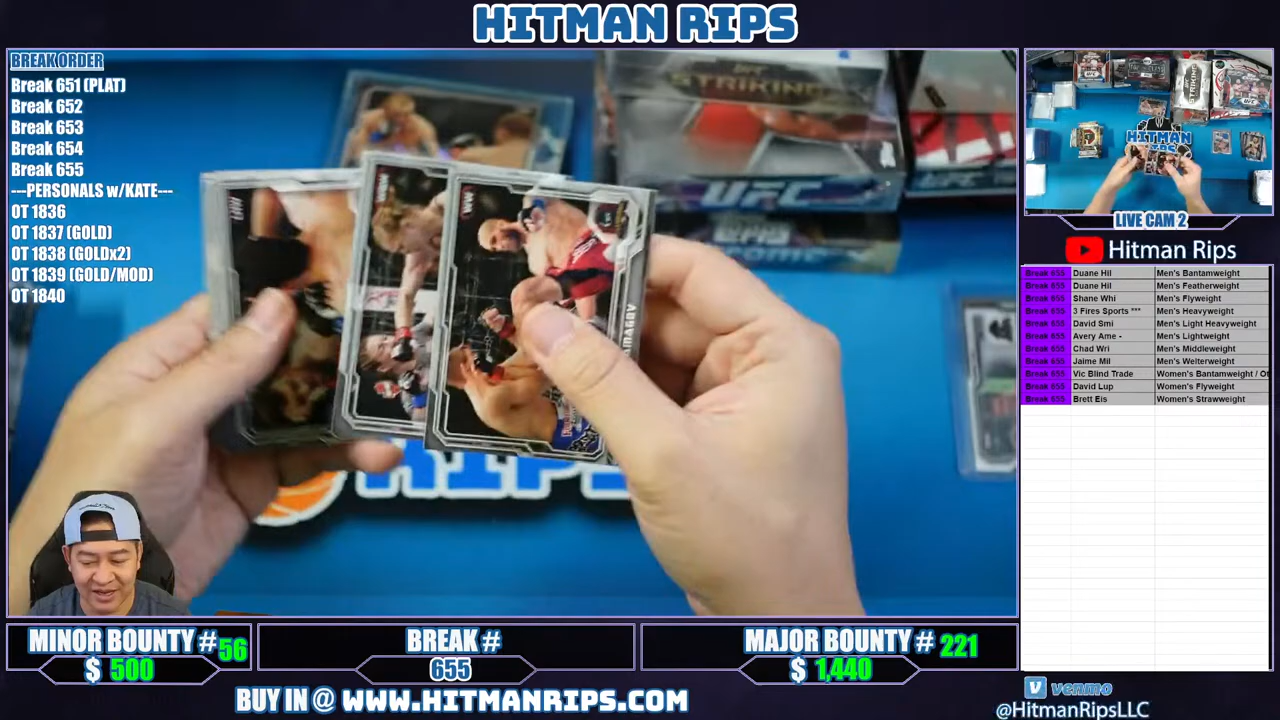 HITMAN RIPS
BREAK ORDER
Break 651 (PLAT)
Break 652
Break 653
Break 654
Break 655
---PERSONALS w/KATE---
OT 1836
OT 1837 (GOLD)
OT 1838 (GOLDx2)
OT 1839 (GOLD/MOD)
OT 1840
STRIKING
UFC
RIPS
HITMAN
RIPS
LIVE CAM 2
Hitman Rips
Break 655 Duane Hil Men's Bantamweight
Break 655 Duane Hil Men's Featherweight
Break 655 Shane Whi Men's Flyweight
Break 655 3 Fires Sports *** Men's Heavyweight
Break 655 David Smi Men's Light Heavyweight
Break 655 Avery Ame - Men's Lightweight
Break 655 Chad Wri Men's Middleweight
Break 655 Jaime Mil Men's Welterweight
Break 655 Vic Blind Trade Women's Bantamweight / Ot
Break 655 David Lup Women's Flyweight
Break 655 Brett Eis Women's Strawweight
MINOR BOUNTY # 56
$ 500
BREAK #
655
MAJOR BOUNTY # 221
$ 1,440
BUY IN @ WWW.HITMANRIPS.COM
venmo
@HitmanRipsLLC